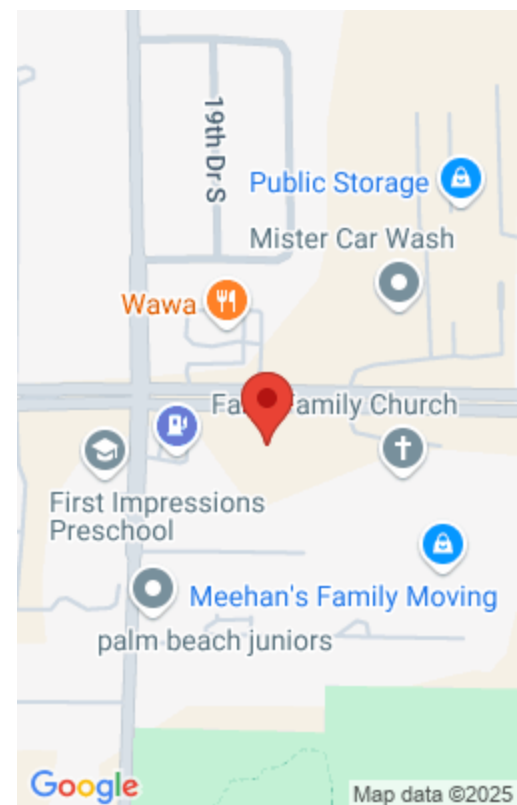 19th Dr S
Public Storage
Mister Car Wash
Wawa
Family Church
First Impressions
Preschool
Meehan's Family Moving
palm beach juniors
Google
Map data ©2025